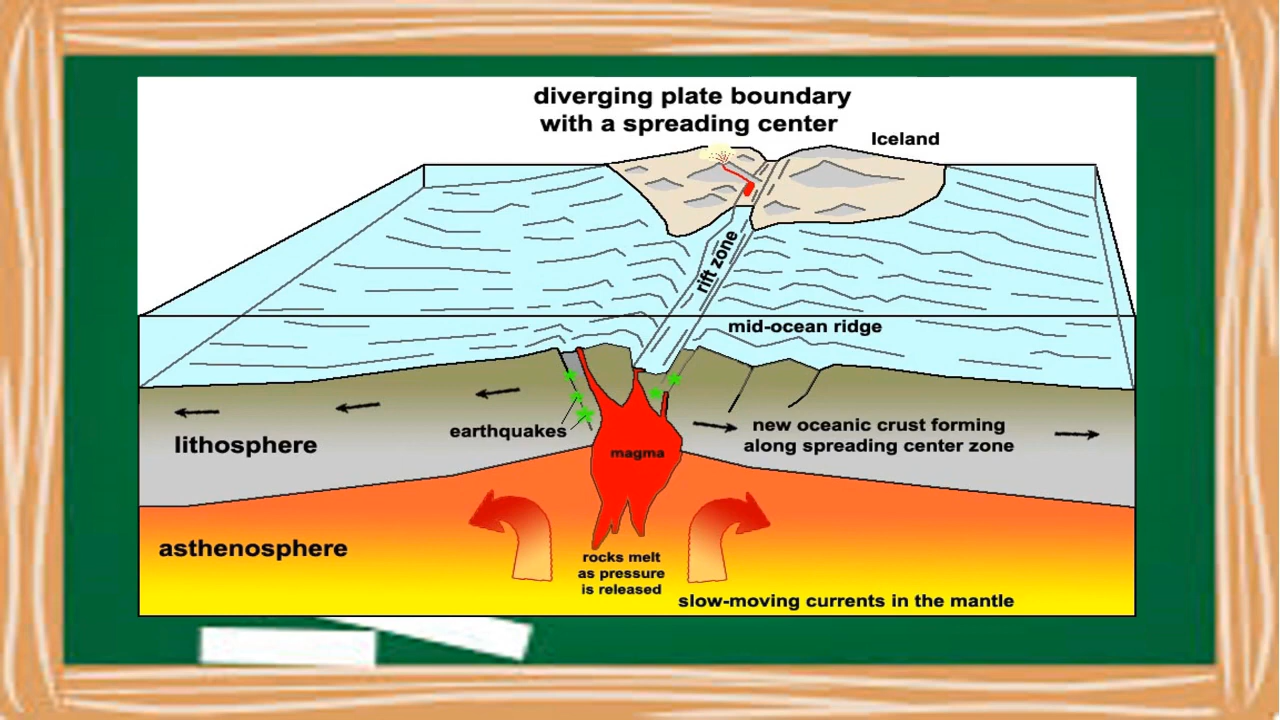 diverging plate boundary
with a spreading center
Iceland
rift zone
mid-ocean ridge
earthquakes
new oceanic crust forming
along spreading center zone
lithosphere
magma
asthenosphere
rocks melt
as pressure
is released
slow-moving currents in the mantle